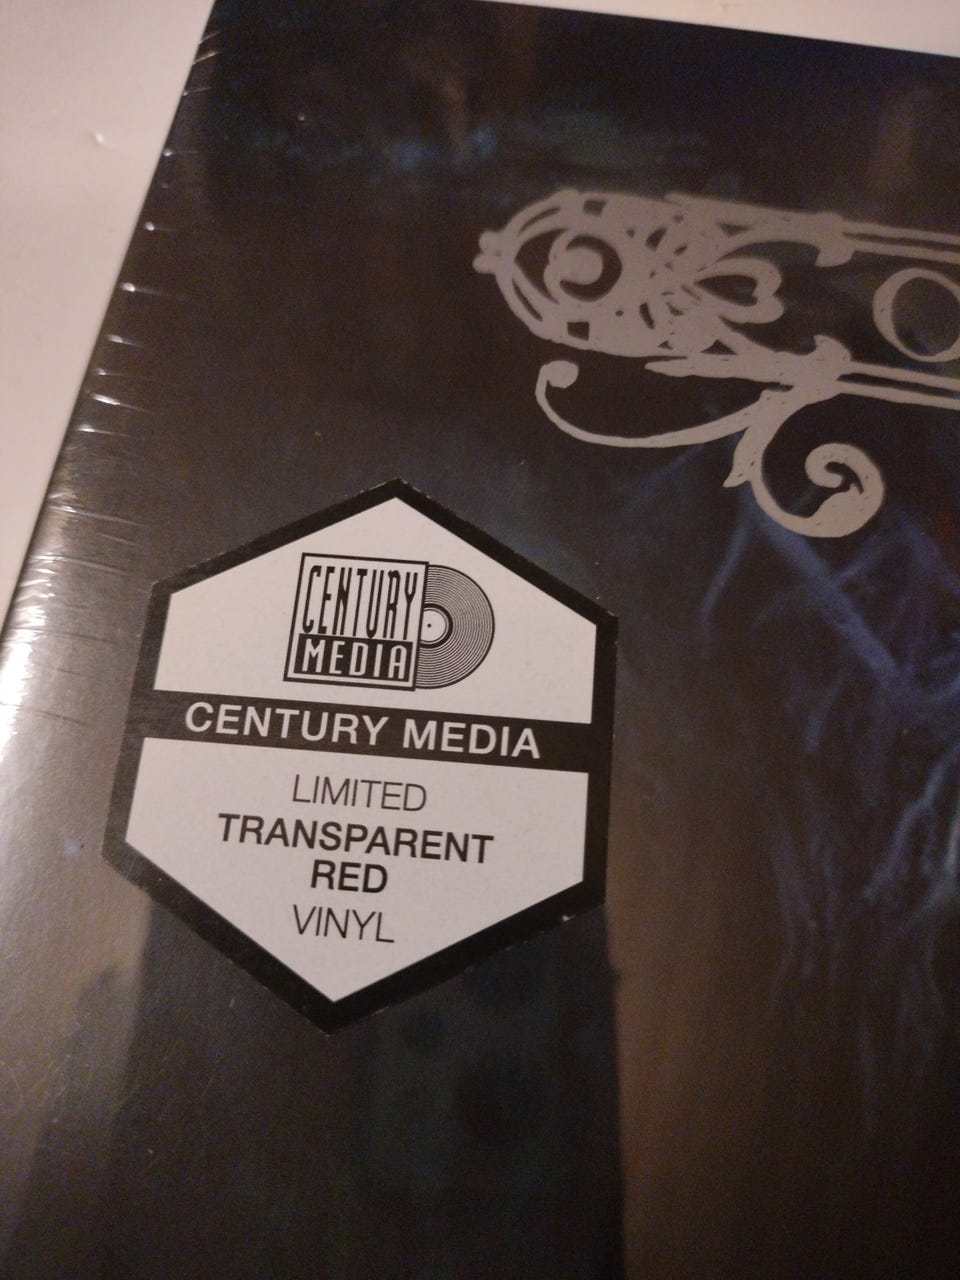 CENTURY
MEDIA
CENTURY MEDIA
LIMITED
TRANSPARENT
RED
VINYL